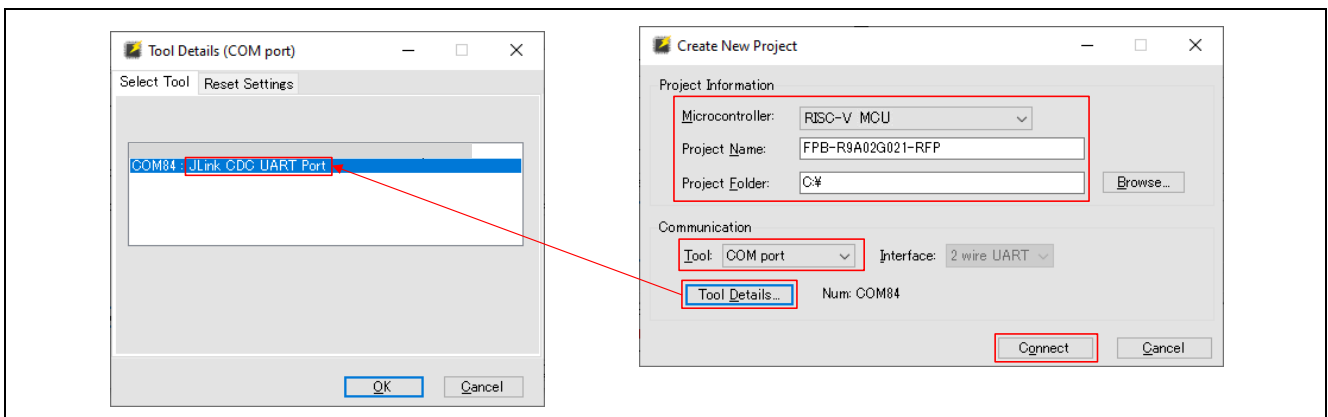 Tool Details (COM port)
Select Tool
Reset Settings
COM84 : JLink CDC UART Port
OK
Cancel
Create New Project
Project Information
Microcontroller:
RISC-V MCU
Project Name:
FPB-R9A02G021-RFP
Project Folder:
C:¥
Browse...
Communication
Tool:
COM port
Interface:
2 wire UART
Tool Details...
Num: COM84
Connect
Cancel